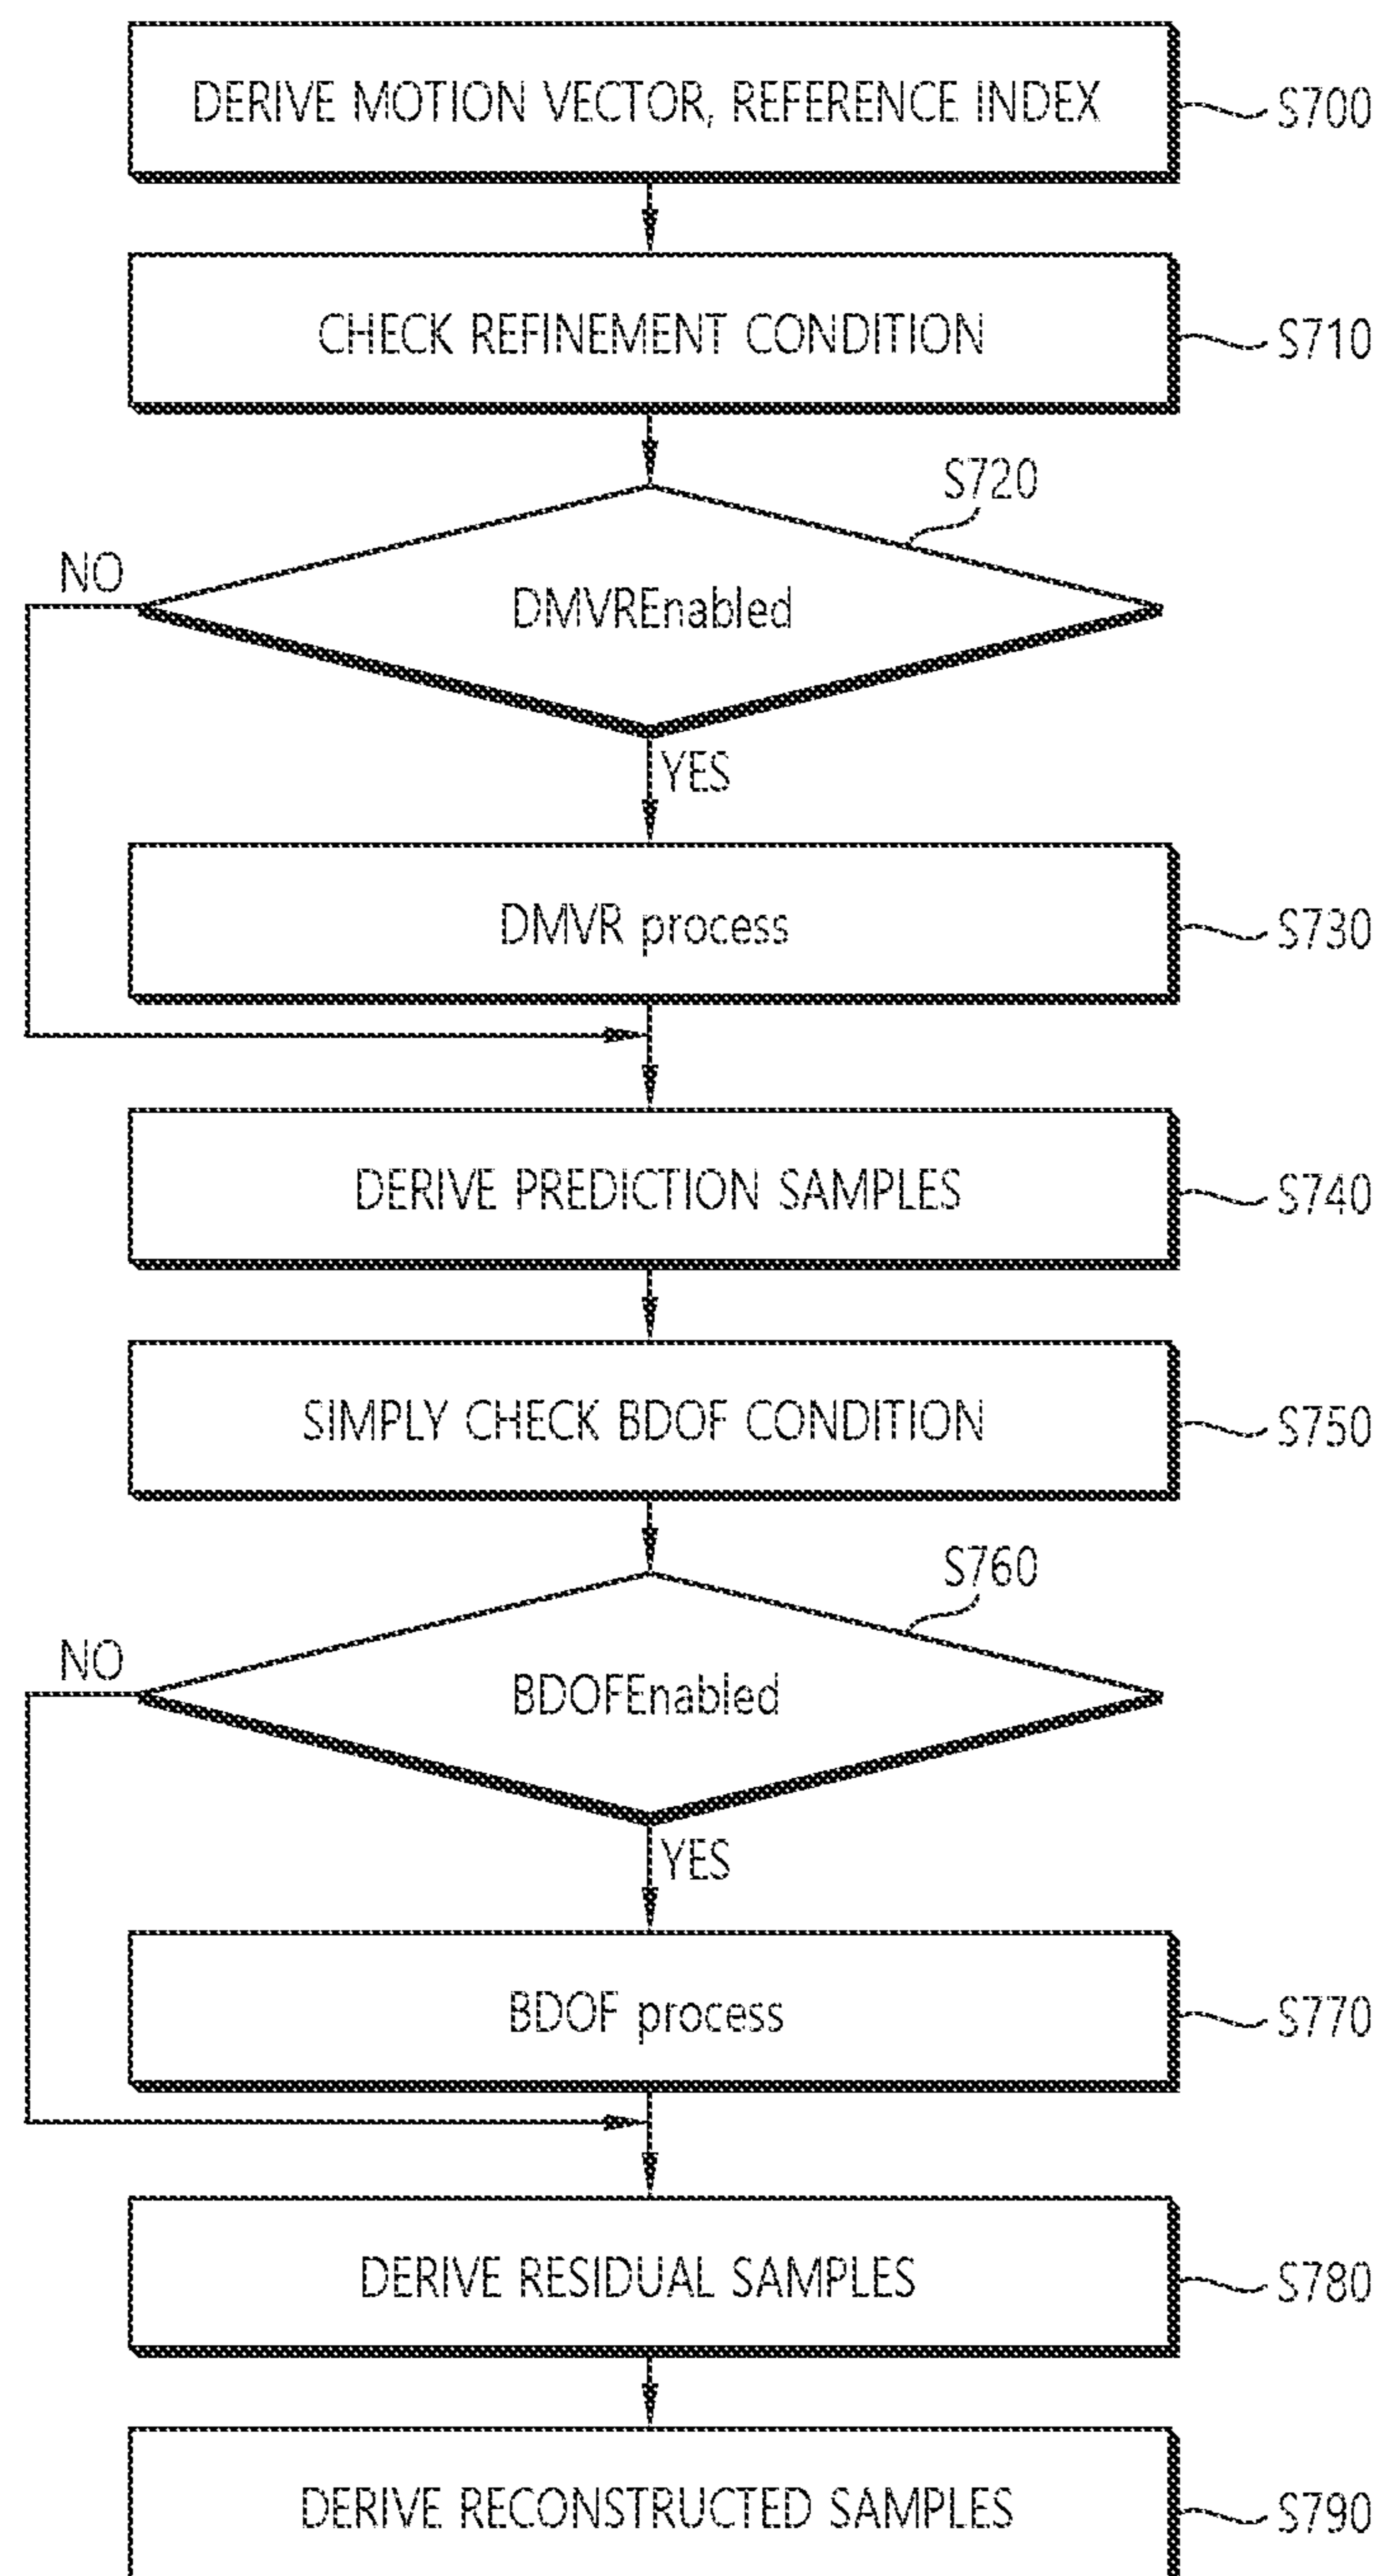 DERIVE MOTION VECTOR, REFERENCE INDEX
S700
CHECK REFINEMENT CONDITION
S710
S720
NO
DMVREnabled
YES
DMVR process
S730
DERIVE PREDICTION SAMPLES
S740
SIMPLY CHECK BDOF CONDITION
S750
S760
NO
BDOFEnabled
YES
BDOF process
S770
DERIVE RESIDUAL SAMPLES
S780
DERIVE RECONSTRUCTED SAMPLES
S790